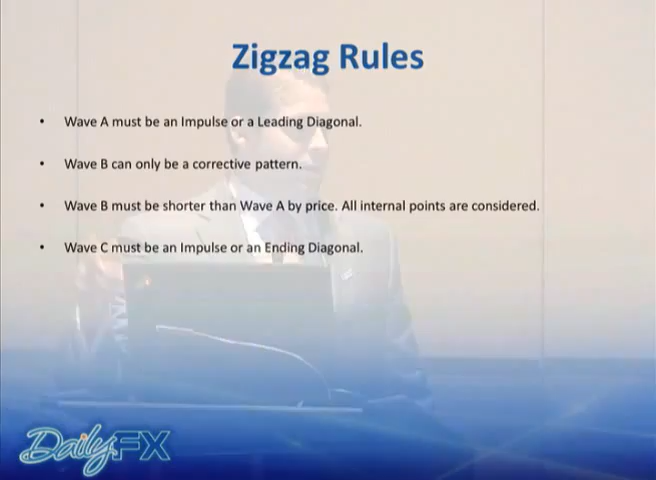 Zigzag Rules
• Wave A must be an Impulse or a Leading Diagonal.
• Wave B can only be a corrective pattern.
• Wave B must be shorter than Wave A by price. All internal points are considered.
• Wave C must be an Impulse or an Ending Diagonal.
DailyFX